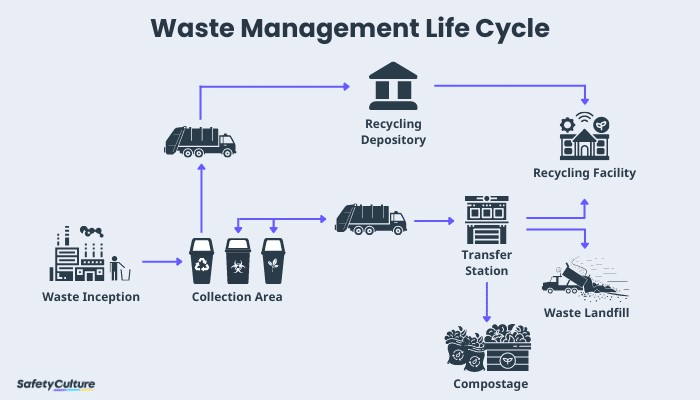 Waste Management Life Cycle
Recycling
Depository
Recycling Facility
Waste Inception
Collection Area
Transfer
Station
Waste Landfill
Compostage
SafetyCulture